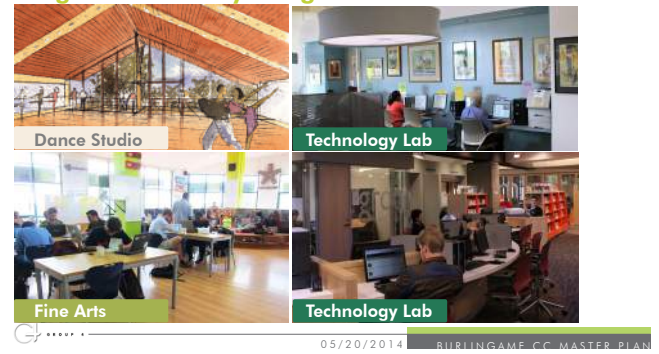 Dance Studio
Technology Lab
Fine Arts
Technology Lab
GROUP 4
05/20/2014
BURLINGAME CC MASTER PLAN